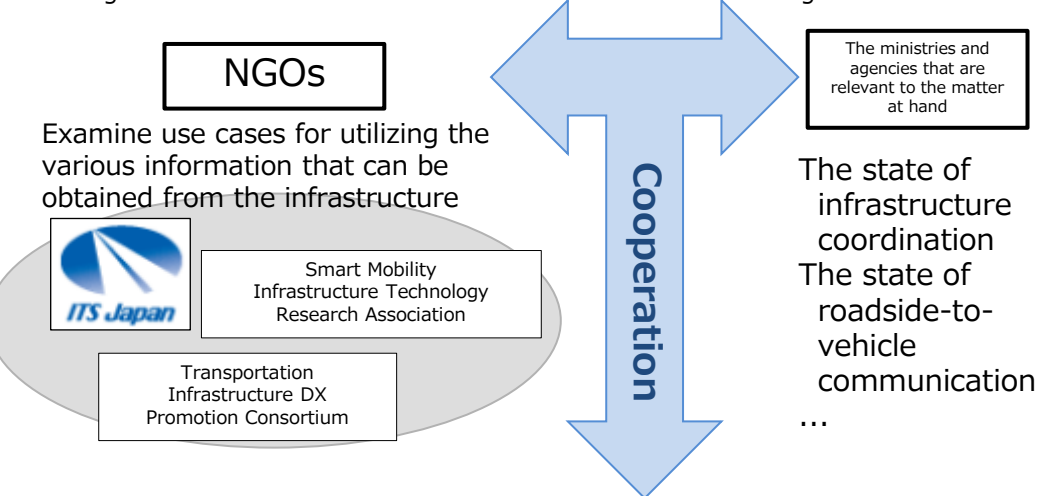 NGOs
Examine use cases for utilizing the
various information that can be
obtained from the infrastructure
ITS Japan
Smart Mobility
Infrastructure Technology
Research Association
Transportation
Infrastructure DX
Promotion Consortium
Cooperation
The ministries and
agencies that are
relevant to the matter
at hand
The state of
infrastructure
coordination
The state of
roadside-to-
vehicle
communication
...